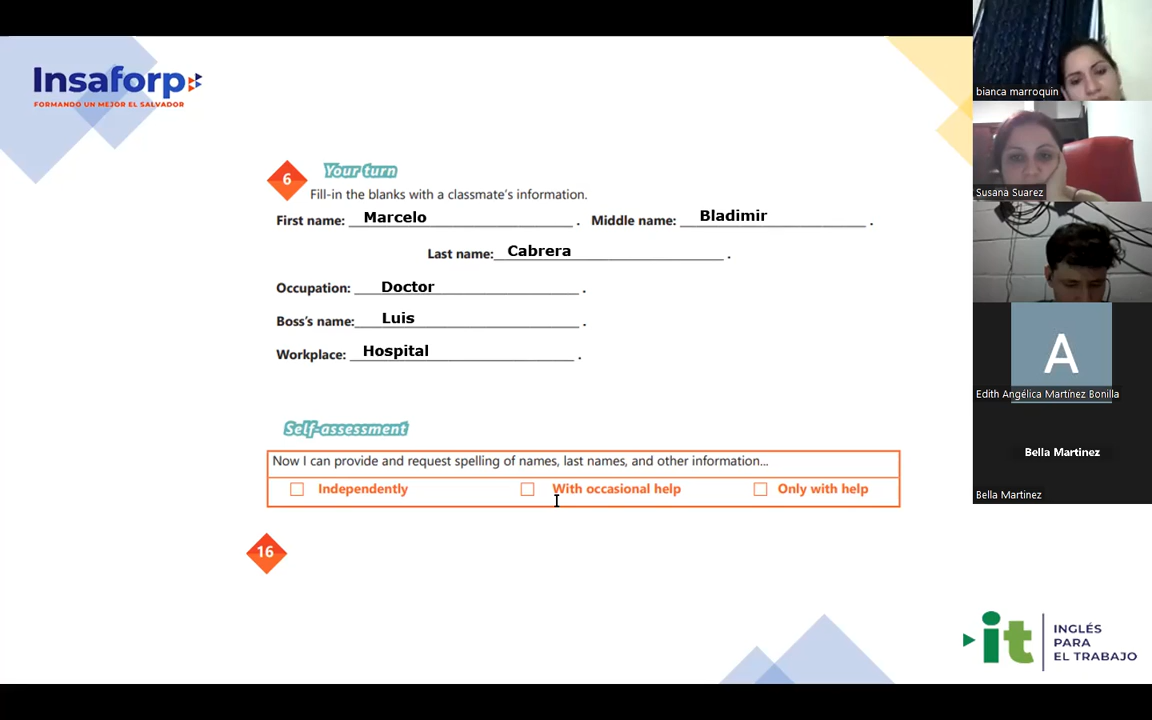 Insaforp
FORMANDO UN MEJOR EL SALVADOR
6
Your turn
Fill-in the blanks with a classmate's information.
First name: Marcelo . Middle name: Bladimir .
Last name: Cabrera .
Occupation: Doctor .
Boss's name: Luis .
Workplace: Hospital .
Self-assessment
Now I can provide and request spelling of names, last names, and other information...
Independently With occasional help Only with help
16
it
INGLÉS
PARA
EL TRABAJO
bianca marroquin
Susana Suarez
A
Edith Angélica Martínez Bonilla
Bella Martinez
Bella Martinez